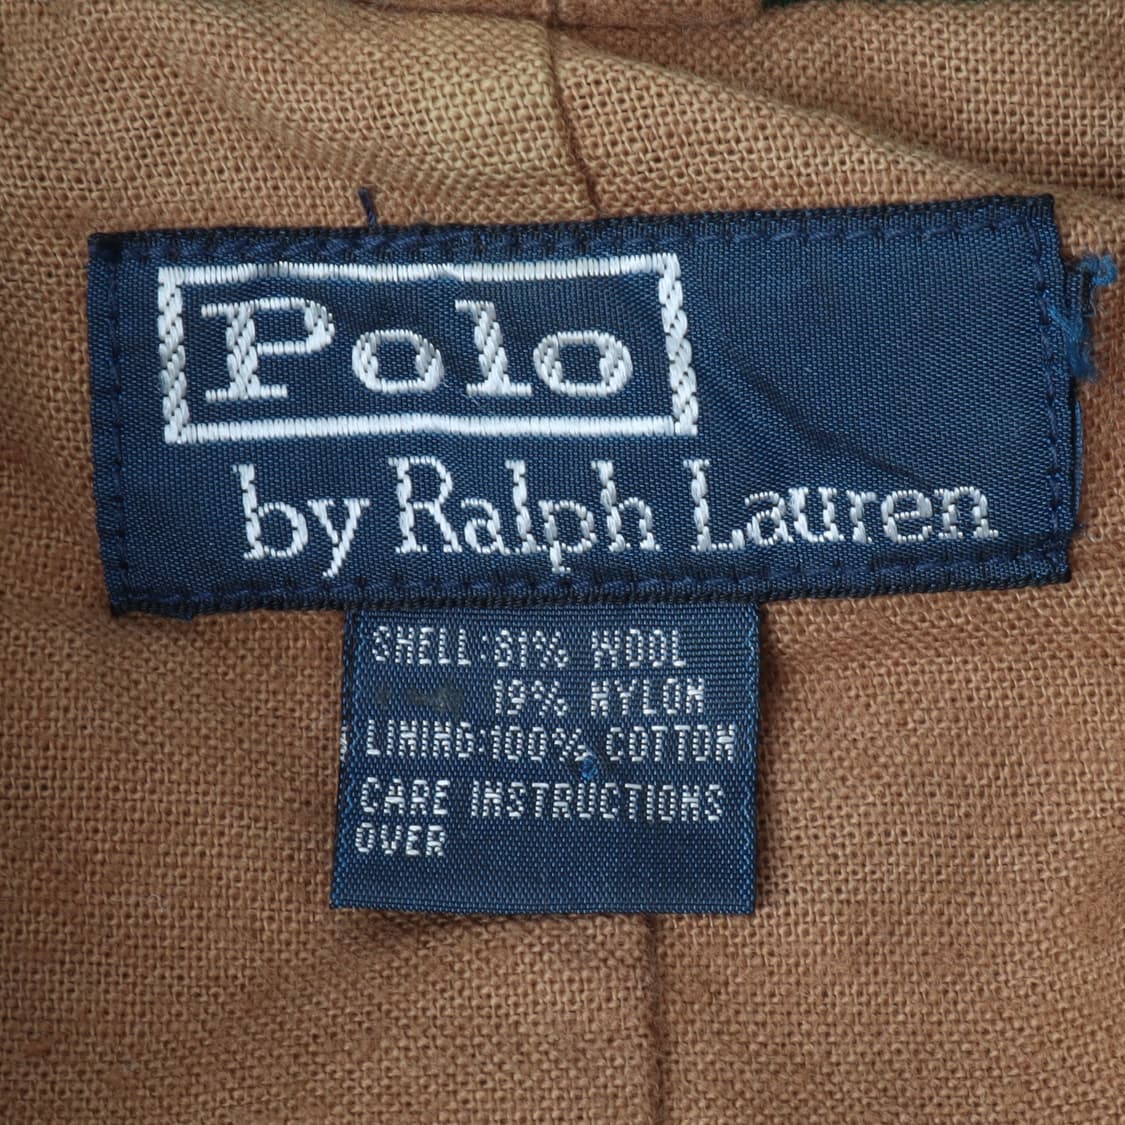 Polo
by Ralph Lauren
SHELL:81% WOOL
19% NYLON
LINING:100% COTTON
CARE INSTRUCTIONS
OVER